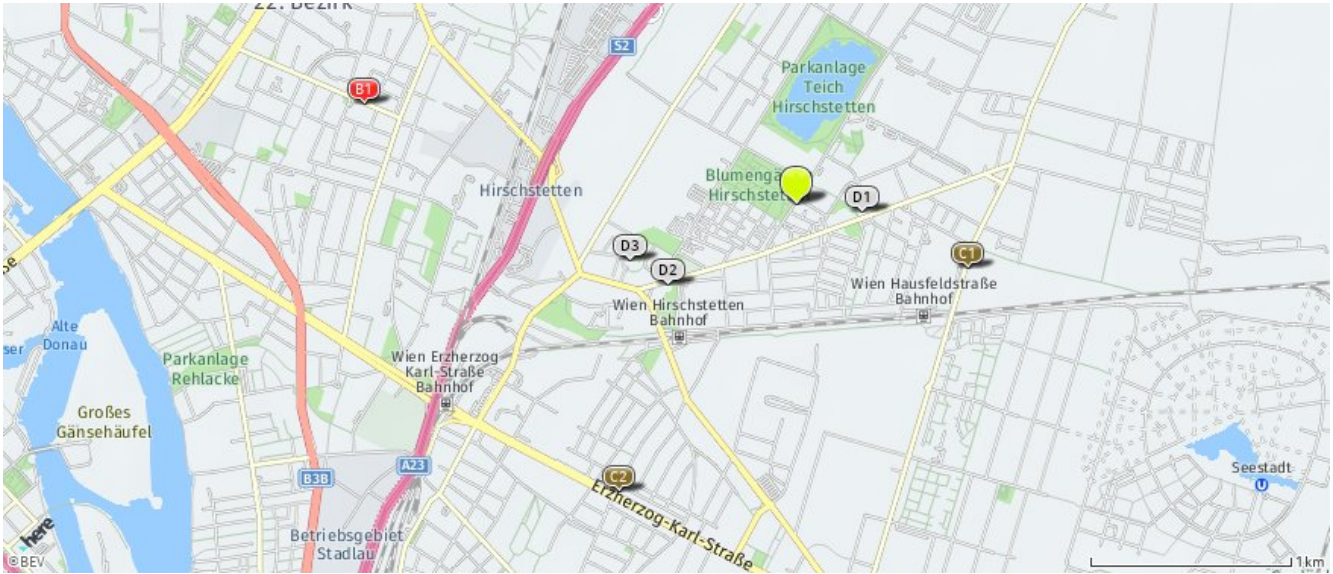 22. Bezirk
S2
B1
Parkanlage
Teich
Hirschstetten
Hirschstetten
Blumenga
Hirschstet
D1
D3
D2
C1
Wien Hausfeldstraße
Bahnhof
Wien Hirschstetten
Bahnhof
Alte
Donau
Parkanlage
Rehlacke
Wien Erzherzog
Karl-Straße
Bahnhof
Großes
Gänsehäufel
A23
B3B
C2
Erzherzog-Karl-Straße
Seestadt
U
Betriebsgebiet
Stadlau
here
©BEV
1km